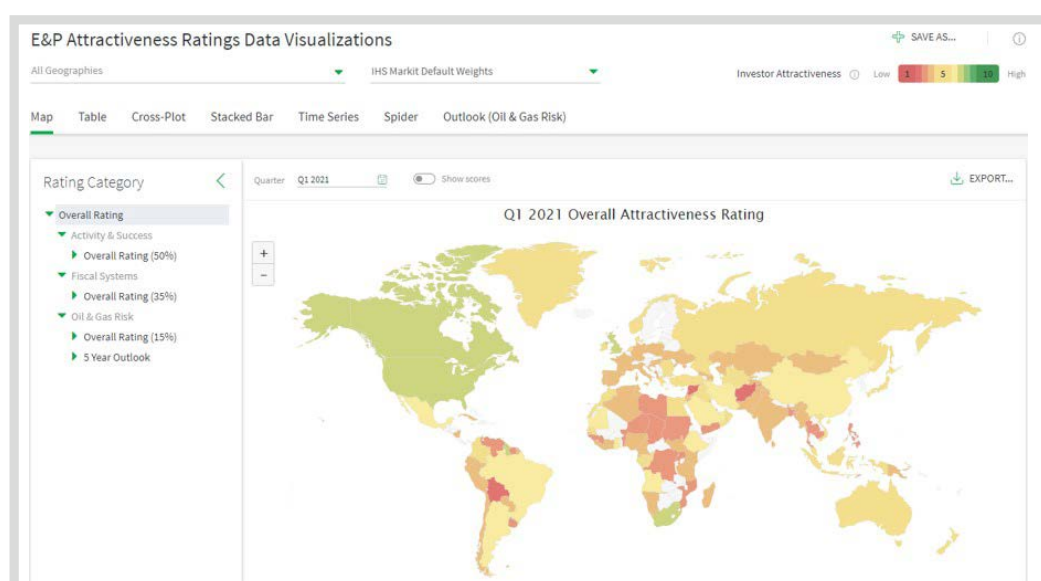 E&P Attractiveness Ratings Data Visualizations
SAVE AS...
All Geographies
IHS Markit Default Weights
Investor Attractiveness Low 1 5 10 High
Map Table Cross-Plot Stacked Bar Time Series Spider Outlook (Oil & Gas Risk)
Rating Category
Quarter Q1 2021 Show scores
EXPORT...
Overall Rating
Q1 2021 Overall Attractiveness Rating
Activity & Success
Overall Rating (50%)
+
Fiscal Systems
−
Overall Rating (35%)
Oil & Gas Risk
Overall Rating (15%)
5 Year Outlook